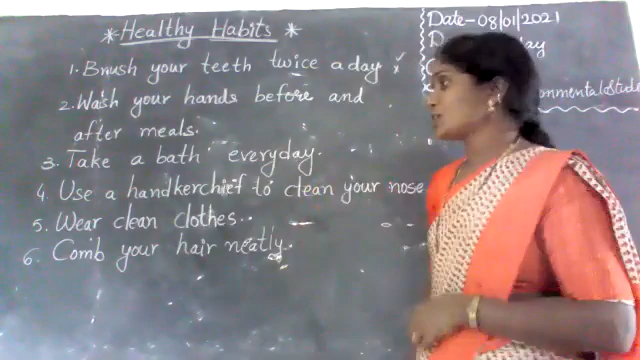 * Healthy Habits *
Date-08/01/2021
1. Brush your teeth twice a day
2. Wash your hands before and
after meals.
3. Take a bath everyday.
4. Use a handkerchief to clean your nose
5. Wear clean clothes.
6. Comb your hair neatly.